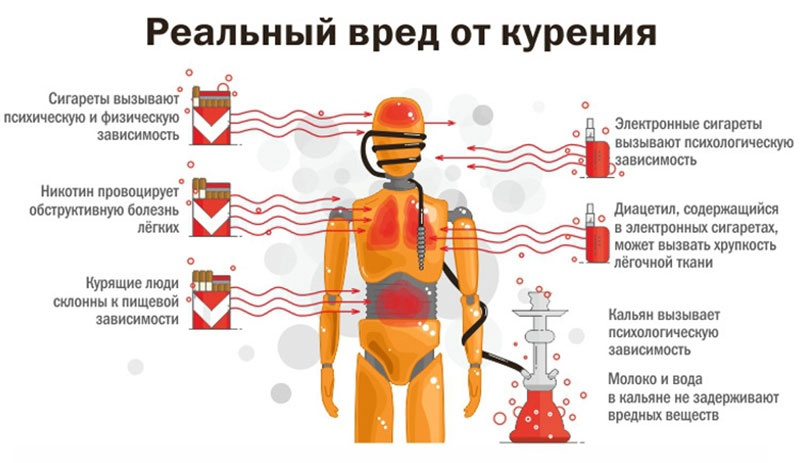 Реальный вред от курения
Сигареты вызывают
психическую и физическую
зависимость
Никотин провоцирует
обструктивную болезнь
лёгких
Курящие люди
склонны к пищевой
зависимости
Электронные сигареты
вызывают психологическую
зависимость
Диацетил, содержащийся
в электронных сигаретах,
может вызвать хрупкость
лёгочной ткани
Кальян вызывает
психологическую
зависимость
Молоко и вода
в кальяне не задерживают
вредных веществ